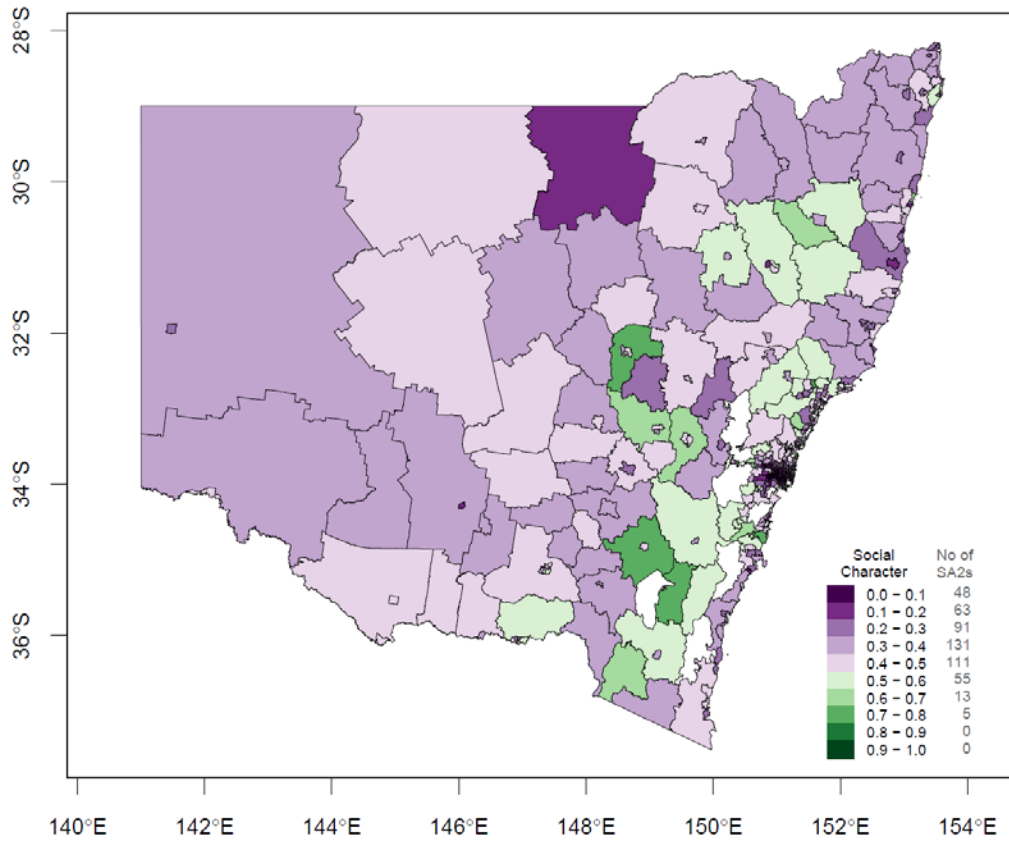 28°S
30°S
32°S
34°S
36°S
Social No of
Character SA2s
0.0 – 0.1 48
0.1 – 0.2 63
0.2 – 0.3 91
0.3 – 0.4 131
0.4 – 0.5 111
0.5 – 0.6 55
0.6 – 0.7 13
0.7 – 0.8 5
0.8 – 0.9 0
0.9 – 1.0 0
140°E 142°E 144°E 146°E 148°E 150°E 152°E 154°E